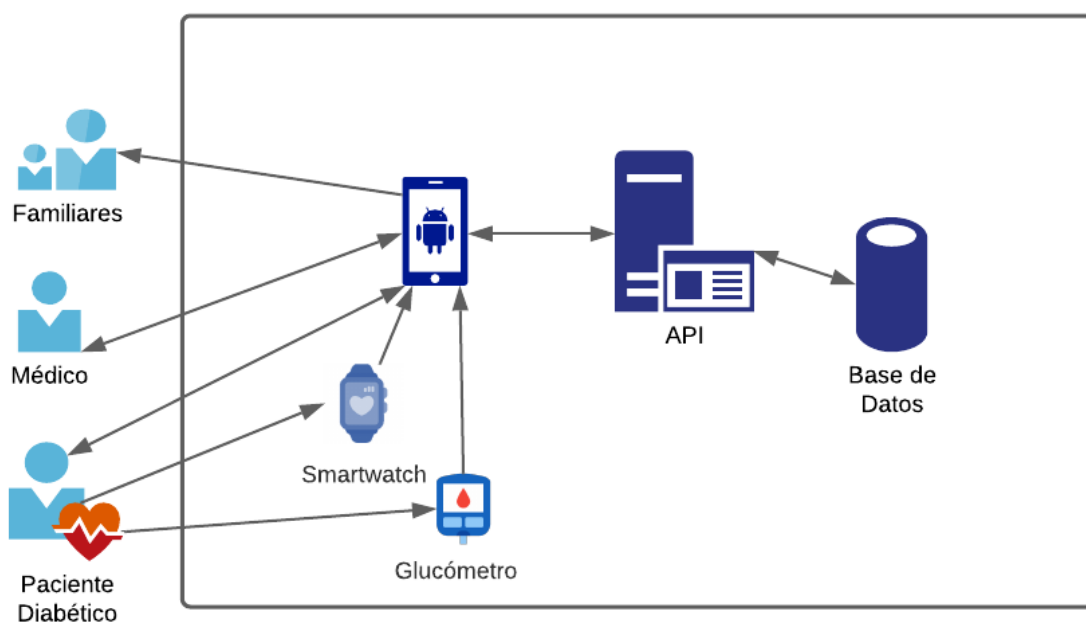 Familiares
Médico
Paciente
Diabético
Smartwatch
Glucómetro
API
Base de
Datos